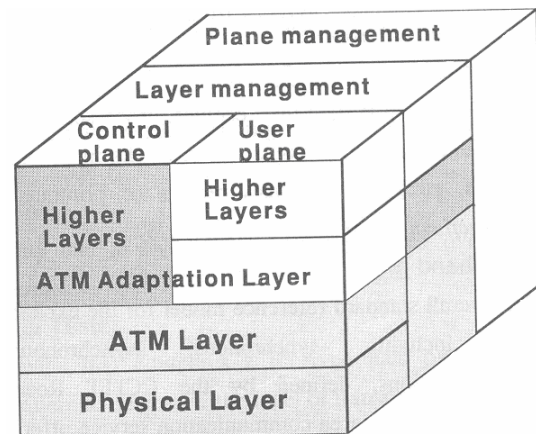 Plane management
Layer management
Control
plane
User
plane
Higher
Layers
Higher
Layers
ATM Adaptation Layer
ATM Layer
Physical Layer